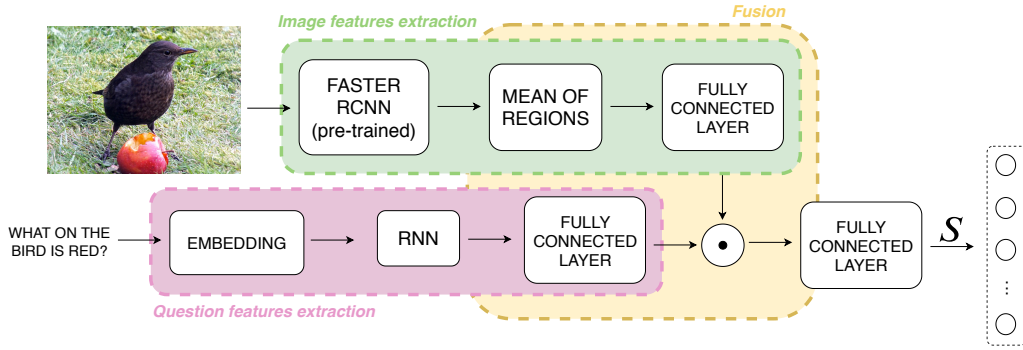 Image features extraction
Fusion
FASTER
RCNN
(pre-trained)
MEAN OF
REGIONS
FULLY
CONNECTED
LAYER
WHAT ON THE
BIRD IS RED?
EMBEDDING
RNN
FULLY
CONNECTED
LAYER
FULLY
CONNECTED
LAYER
S
...
Question features extraction